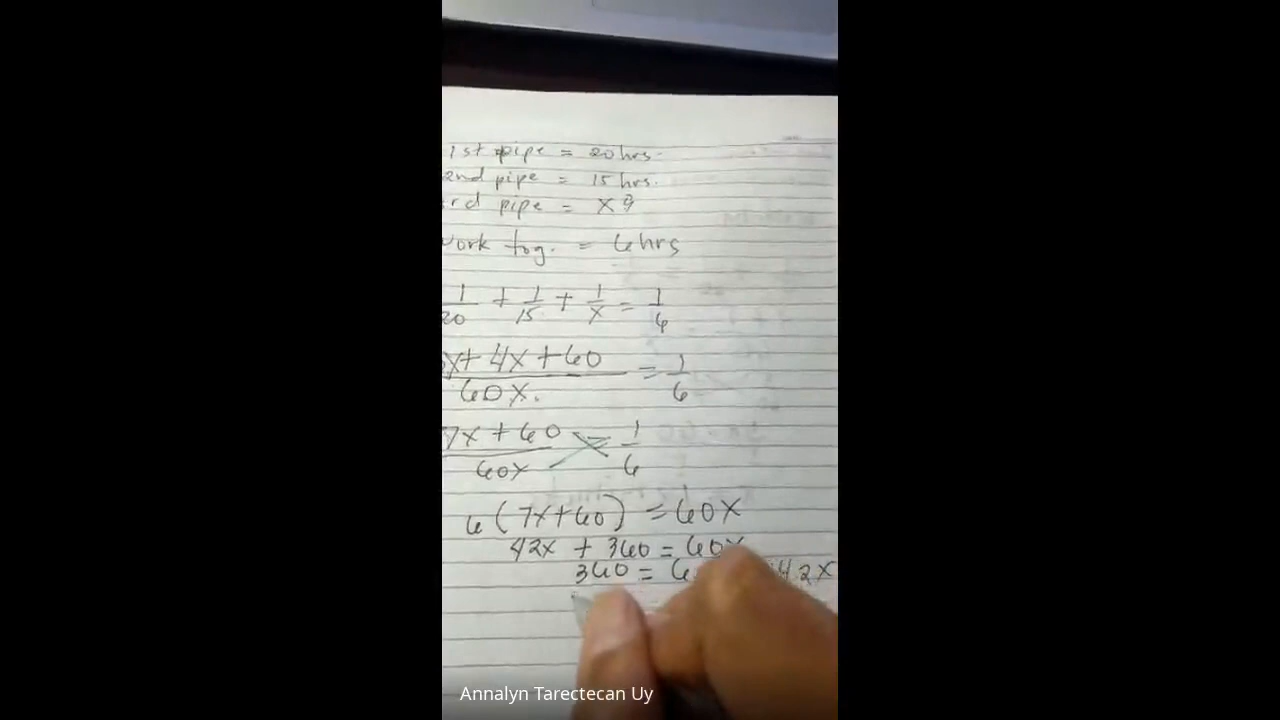 1st pipe = 20 hrs.
2nd pipe = 15 hrs.
rd pipe = X?
work tog. = 6 hrs
1/20 + 1/15 + 1/x = 1/6
x + 4x + 60 / 60x. = 1/6
7x + 60 / 60x = 1/6
6 (7x + 60) = 60x
42x + 360 = 60x
360 = 6 42x
Annalyn Tarectecan Uy